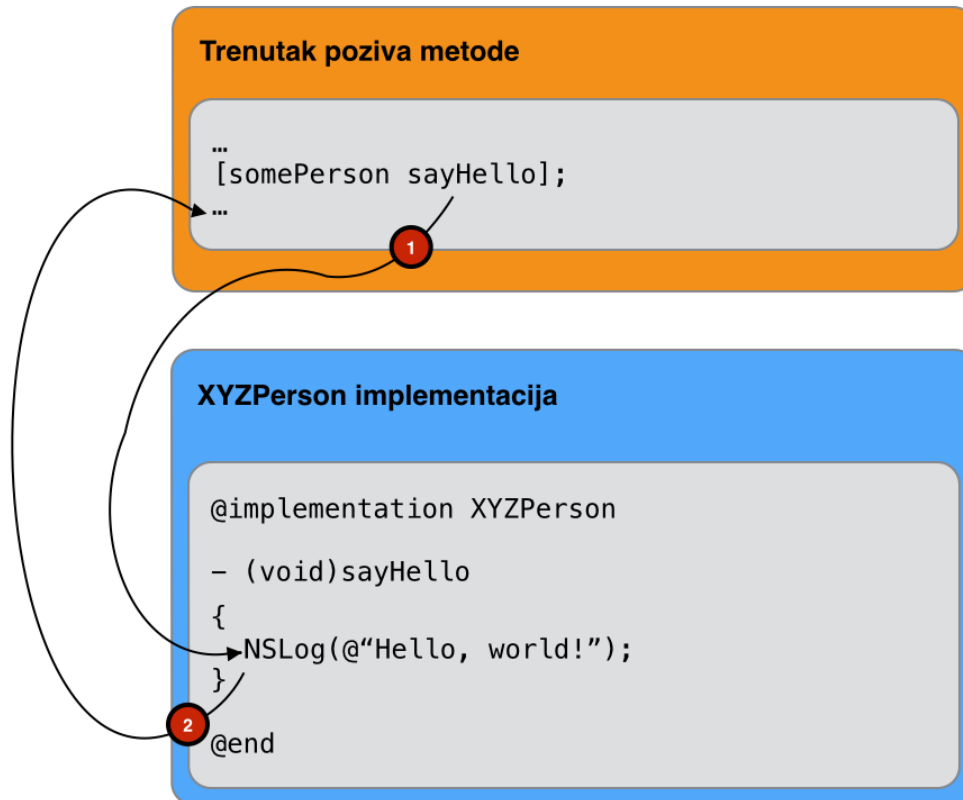 Trenutak poziva metode
…
[somePerson sayHello];
…
1
XYZPerson implementacija
@implementation XYZPerson
– (void)sayHello
{
NSLog(@“Hello, world!”);
}
2
@end